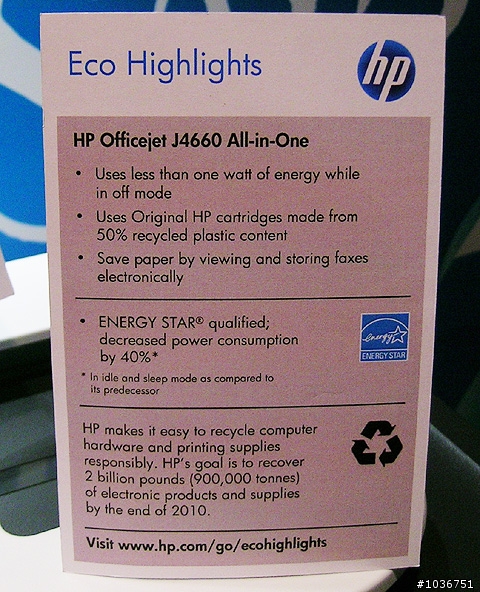 Eco Highlights
hp
HP Officejet J4660 All-in-One
• Uses less than one watt of energy while
in off mode
• Uses Original HP cartridges made from
50% recycled plastic content
• Save paper by viewing and storing faxes
electronically
• ENERGY STAR® qualified;
decreased power consumption
by 40%*
energy
ENERGY STAR
* In idle and sleep mode as compared to
its predecessor
HP makes it easy to recycle computer
hardware and printing supplies
responsibly. HP's goal is to recover
2 billion pounds (900,000 tonnes)
of electronic products and supplies
by the end of 2010.
Visit www.hp.com/go/ecohighlights
#1036751